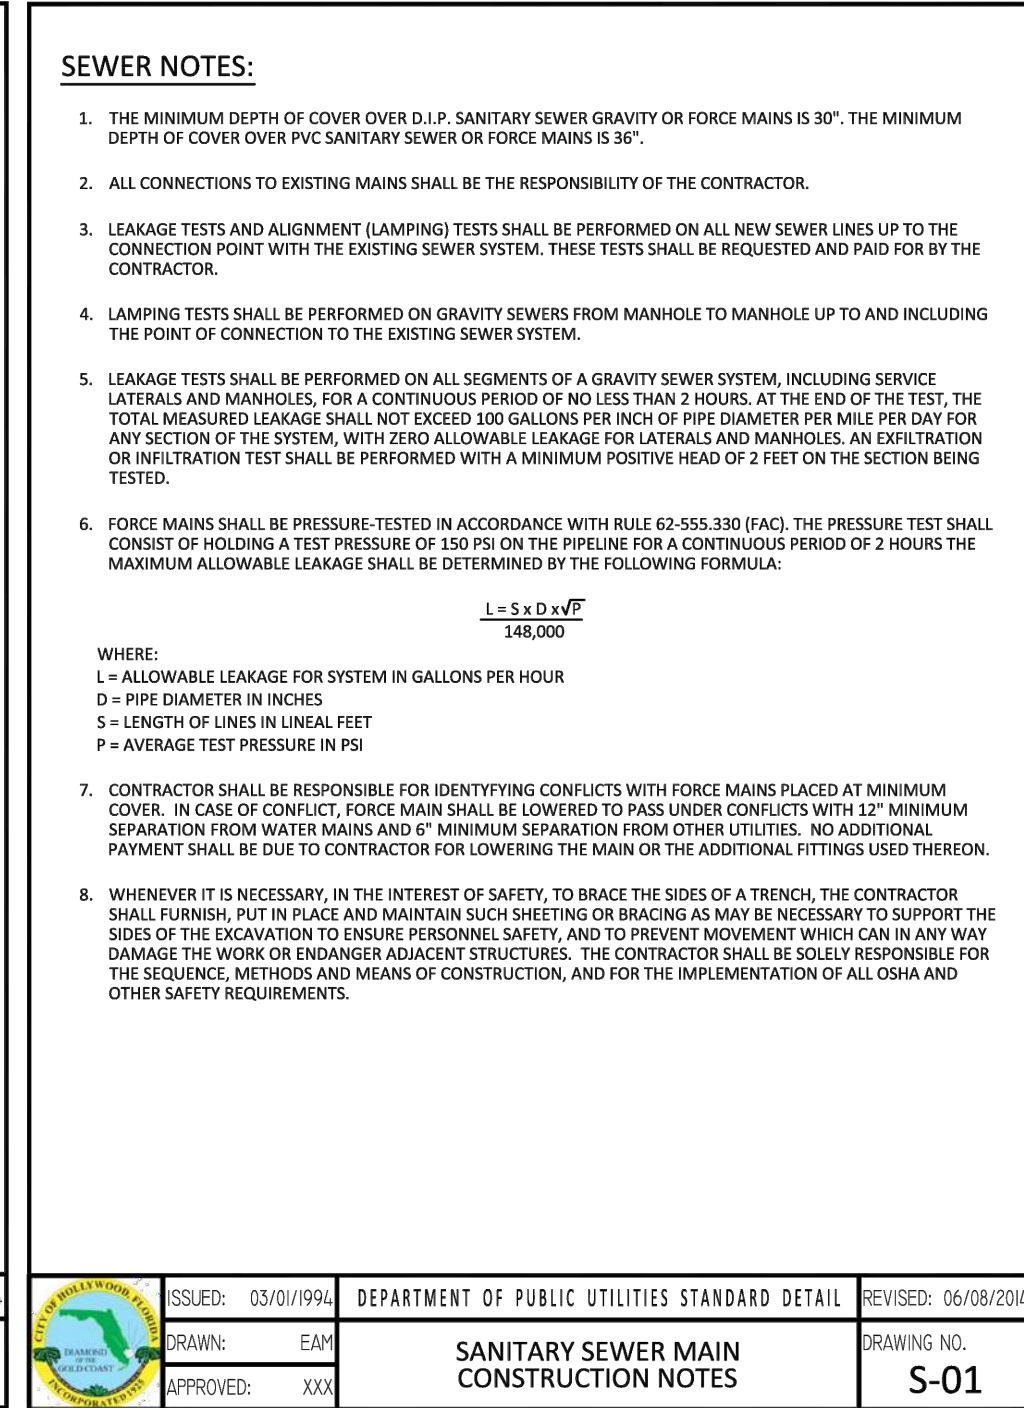 SEWER NOTES:
1. THE MINIMUM DEPTH OF COVER OVER D.I.P. SANITARY SEWER GRAVITY OR FORCE MAINS IS 30". THE MINIMUM
DEPTH OF COVER OVER PVC SANITARY SEWER OR FORCE MAINS IS 36".
2. ALL CONNECTIONS TO EXISTING MAINS SHALL BE THE RESPONSIBILITY OF THE CONTRACTOR.
3. LEAKAGE TESTS AND ALIGNMENT (LAMPING) TESTS SHALL BE PERFORMED ON ALL NEW SEWER LINES UP TO THE
CONNECTION POINT WITH THE EXISTING SEWER SYSTEM. THESE TESTS SHALL BE REQUESTED AND PAID FOR BY THE
CONTRACTOR.
4. LAMPING TESTS SHALL BE PERFORMED ON GRAVITY SEWERS FROM MANHOLE TO MANHOLE UP TO AND INCLUDING
THE POINT OF CONNECTION TO THE EXISTING SEWER SYSTEM.
5. LEAKAGE TESTS SHALL BE PERFORMED ON ALL SEGMENTS OF A GRAVITY SEWER SYSTEM, INCLUDING SERVICE
LATERALS AND MANHOLES, FOR A CONTINUOUS PERIOD OF NO LESS THAN 2 HOURS. AT THE END OF THE TEST, THE
TOTAL MEASURED LEAKAGE SHALL NOT EXCEED 100 GALLONS PER INCH OF PIPE DIAMETER PER MILE PER DAY FOR
ANY SECTION OF THE SYSTEM, WITH ZERO ALLOWABLE LEAKAGE FOR LATERALS AND MANHOLES. AN EXFILTRATION
OR INFILTRATION TEST SHALL BE PERFORMED WITH A MINIMUM POSITIVE HEAD OF 2 FEET ON THE SECTION BEING
TESTED.
6. FORCE MAINS SHALL BE PRESSURE-TESTED IN ACCORDANCE WITH RULE 62-555.330 (FAC). THE PRESSURE TEST SHALL
CONSIST OF HOLDING A TEST PRESSURE OF 150 PSI ON THE PIPELINE FOR A CONTINUOUS PERIOD OF 2 HOURS THE
MAXIMUM ALLOWABLE LEAKAGE SHALL BE DETERMINED BY THE FOLLOWING FORMULA:
L = S x D x√P
148,000
WHERE:
L = ALLOWABLE LEAKAGE FOR SYSTEM IN GALLONS PER HOUR
D = PIPE DIAMETER IN INCHES
S = LENGTH OF LINES IN LINEAL FEET
P = AVERAGE TEST PRESSURE IN PSI
7. CONTRACTOR SHALL BE RESPONSIBLE FOR IDENTYFYING CONFLICTS WITH FORCE MAINS PLACED AT MINIMUM
COVER. IN CASE OF CONFLICT, FORCE MAIN SHALL BE LOWERED TO PASS UNDER CONFLICTS WITH 12" MINIMUM
SEPARATION FROM WATER MAINS AND 6" MINIMUM SEPARATION FROM OTHER UTILITIES. NO ADDITIONAL
PAYMENT SHALL BE DUE TO CONTRACTOR FOR LOWERING THE MAIN OR THE ADDITIONAL FITTINGS USED THEREON.
8. WHENEVER IT IS NECESSARY, IN THE INTEREST OF SAFETY, TO BRACE THE SIDES OF A TRENCH, THE CONTRACTOR
SHALL FURNISH, PUT IN PLACE AND MAINTAIN SUCH SHEETING OR BRACING AS MAY BE NECESSARY TO SUPPORT THE
SIDES OF THE EXCAVATION TO ENSURE PERSONNEL SAFETY, AND TO PREVENT MOVEMENT WHICH CAN IN ANY WAY
DAMAGE THE WORK OR ENDANGER ADJACENT STRUCTURES. THE CONTRACTOR SHALL BE SOLELY RESPONSIBLE FOR
THE SEQUENCE, METHODS AND MEANS OF CONSTRUCTION, AND FOR THE IMPLEMENTATION OF ALL OSHA AND
OTHER SAFETY REQUIREMENTS.
CITY OF HOLLYWOOD, FLORIDA
DIAMOND
OF THE
GOLD COAST
INCORPORATED 1925
ISSUED: 03/01/1994
DRAWN: EAM
APPROVED: XXX
DEPARTMENT OF PUBLIC UTILITIES STANDARD DETAIL
SANITARY SEWER MAIN
CONSTRUCTION NOTES
REVISED: 06/08/2014
DRAWING NO.
S-01